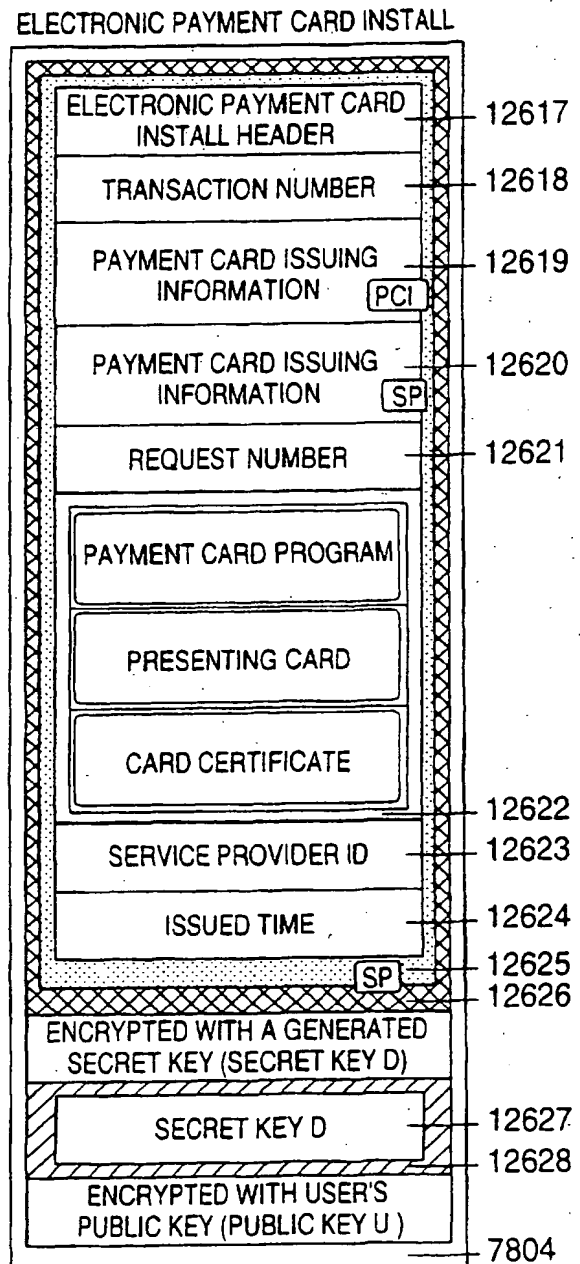 ELECTRONIC PAYMENT CARD INSTALL
ELECTRONIC PAYMENT CARD
INSTALL HEADER
12617
TRANSACTION NUMBER
12618
PAYMENT CARD ISSUING
INFORMATION
12619
PCI
PAYMENT CARD ISSUING
INFORMATION
12620
SP
REQUEST NUMBER
12621
PAYMENT CARD PROGRAM
PRESENTING CARD
CARD CERTIFICATE
12622
SERVICE PROVIDER ID
12623
ISSUED TIME
12624
SP
12625
12626
ENCRYPTED WITH A GENERATED
SECRET KEY (SECRET KEY D)
SECRET KEY D
12627
12628
ENCRYPTED WITH USER'S
PUBLIC KEY (PUBLIC KEY U )
7804